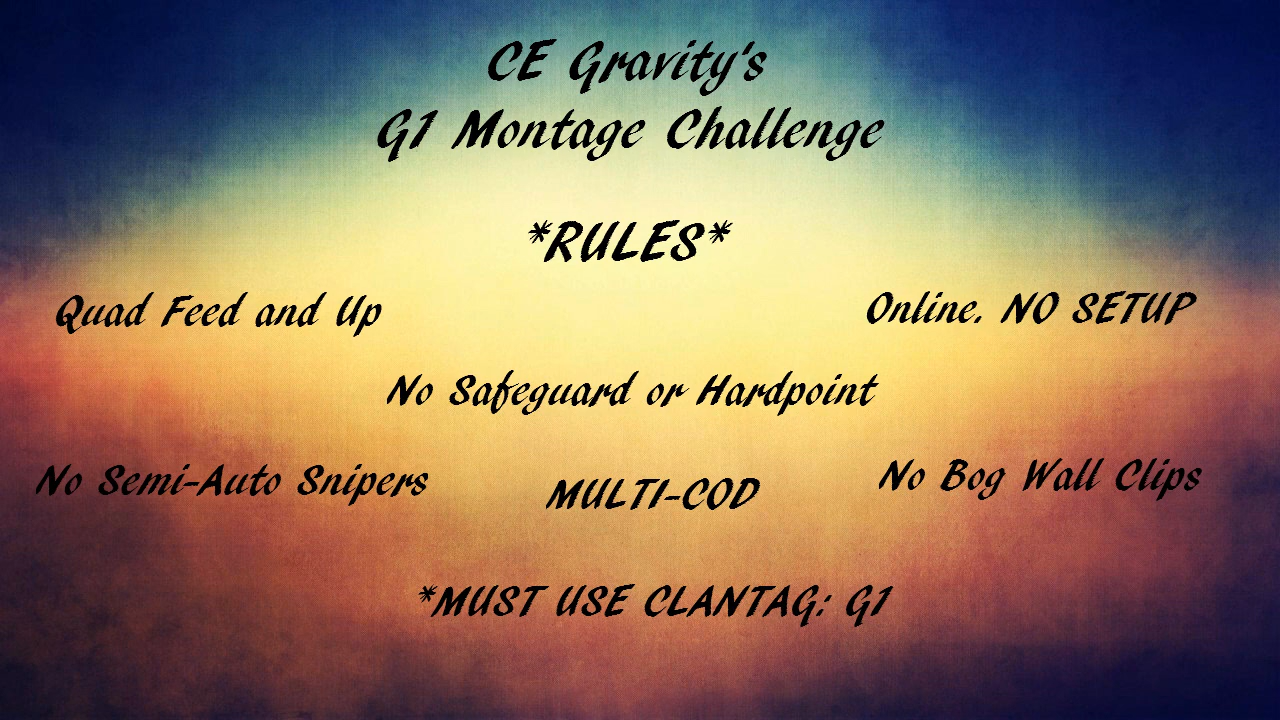 CE Gravity's
G1 Montage Challenge
*RULES*
Quad Feed and Up
Online. NO SETUP
No Safeguard or Hardpoint
No Semi-Auto Snipers
MULTI-COD
No Bog Wall Clips
*MUST USE CLANTAG: G1